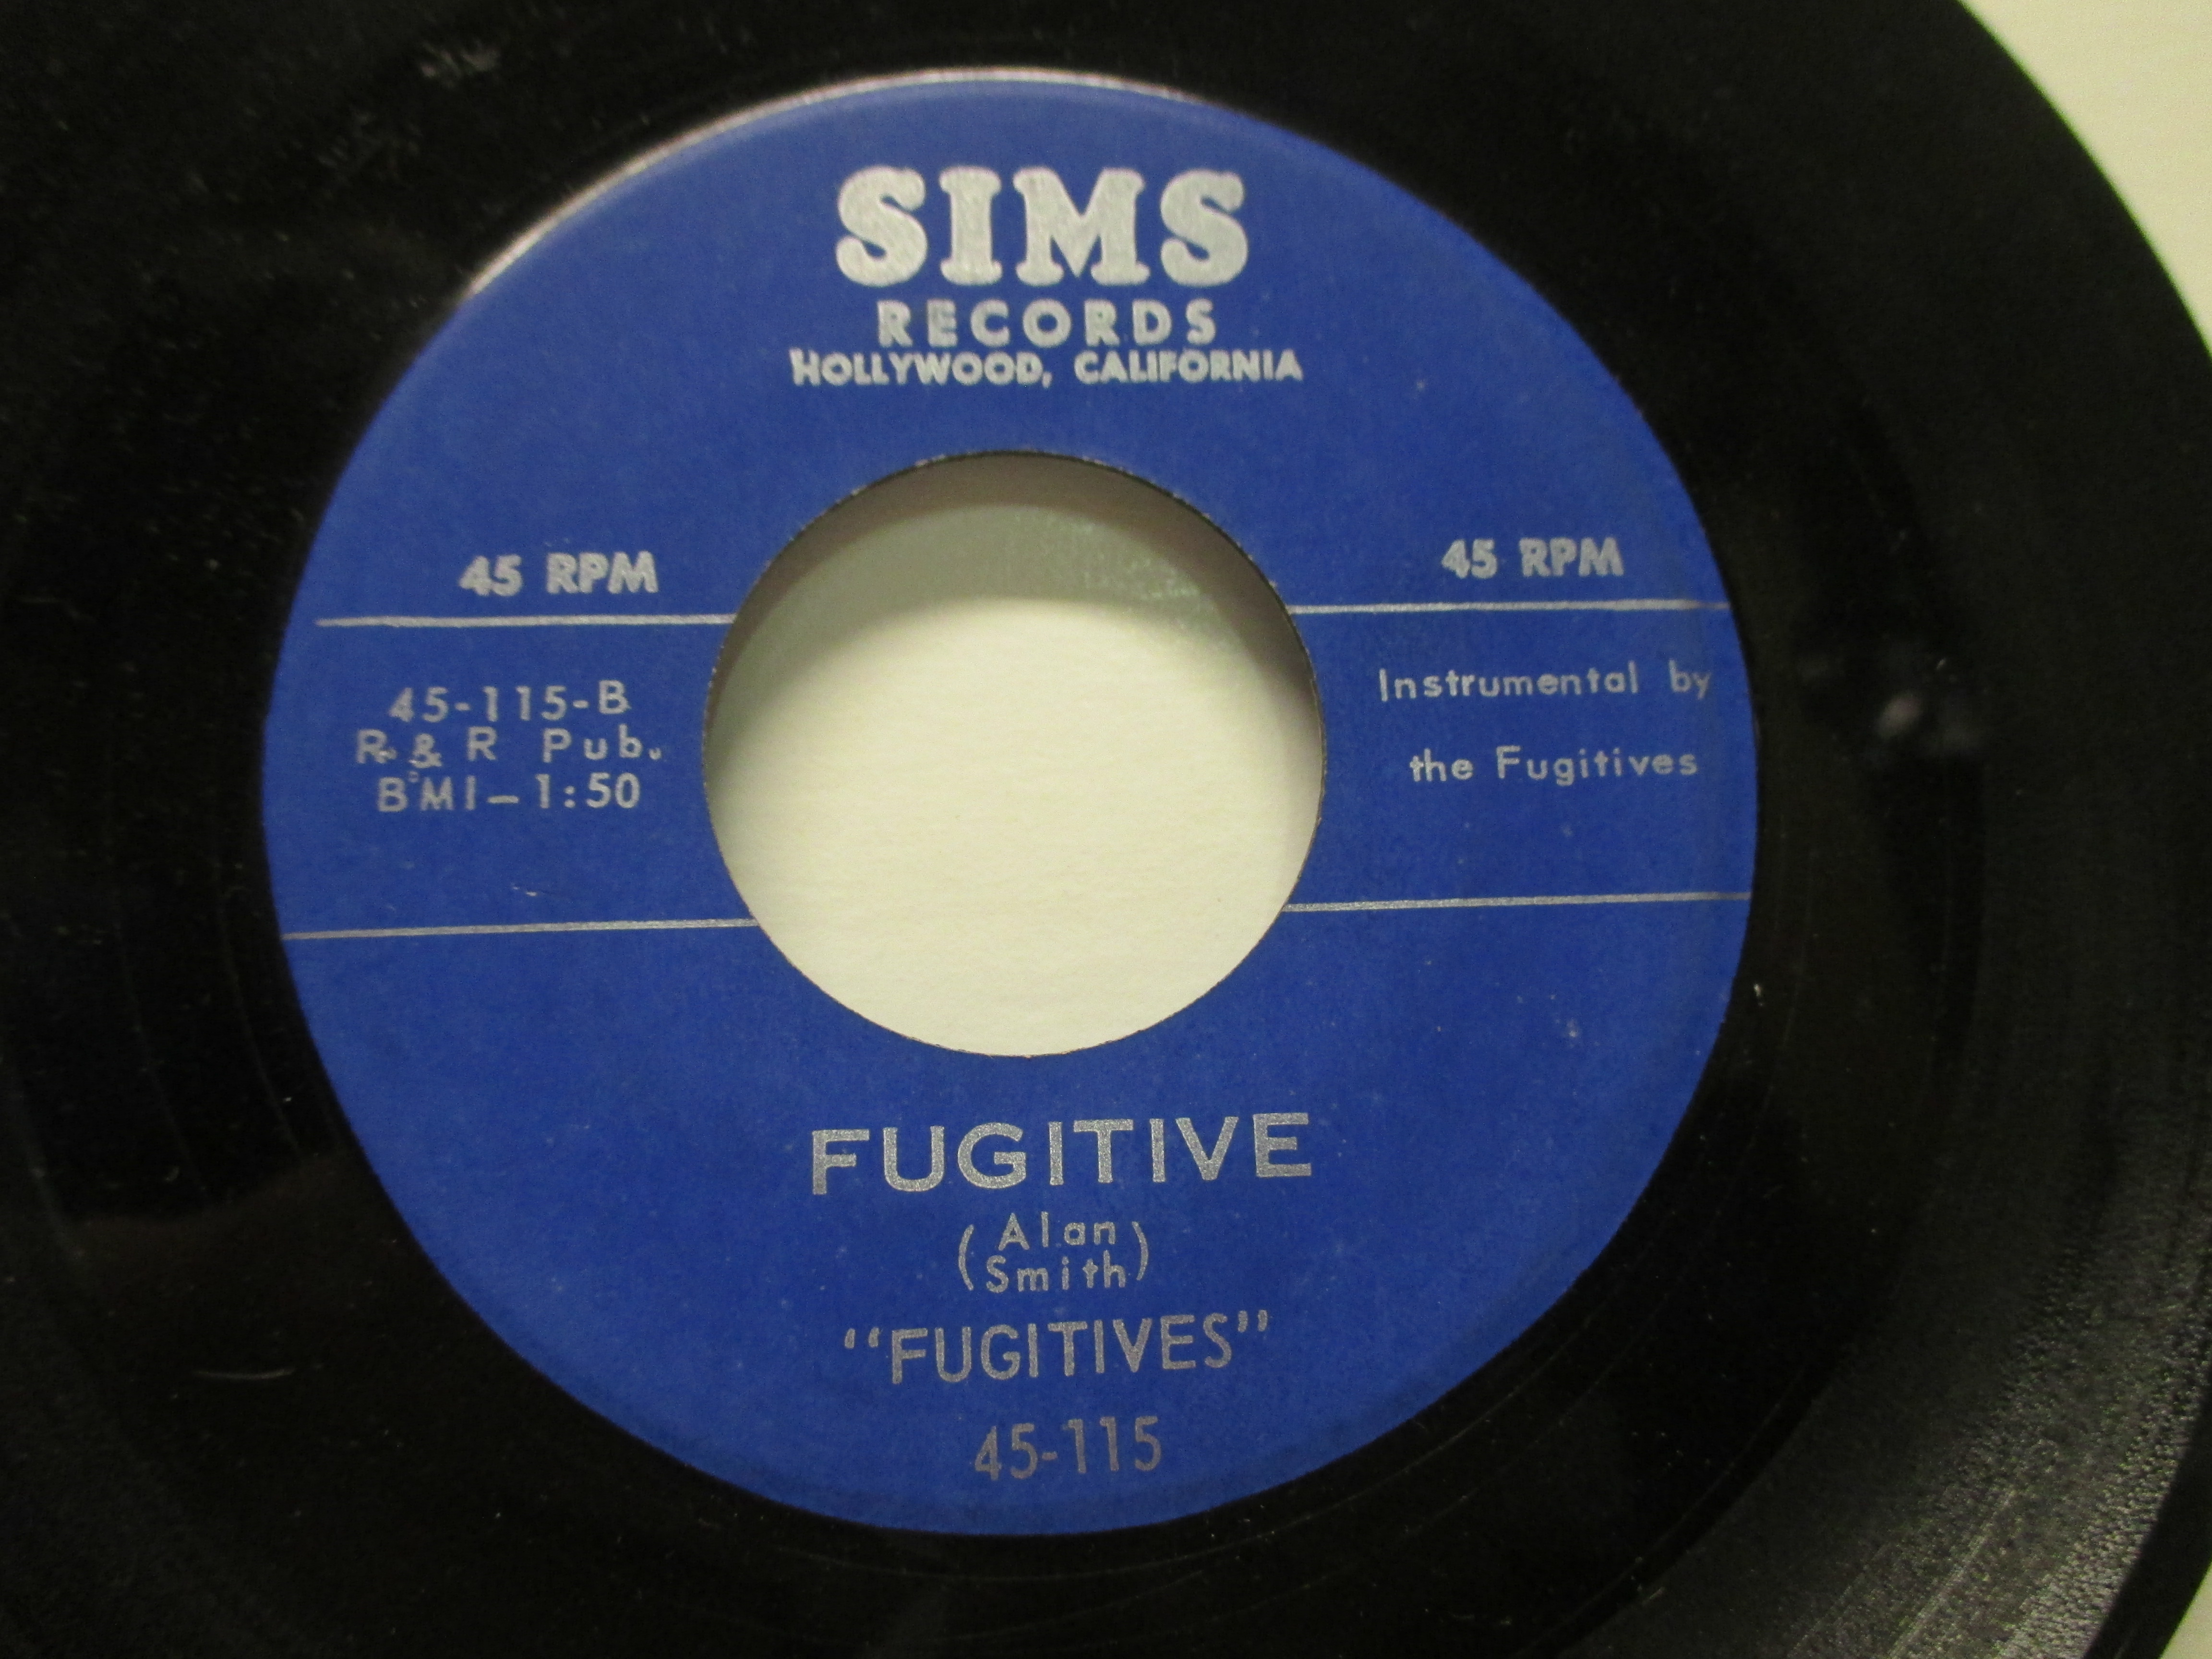 SIMS
RECORDS
HOLLYWOOD, CALIFORNIA
45 RPM
45 RPM
45-115-B
R & R Pub.
BMI-1:50
Instrumental by
the Fugitives
FUGITIVE
(Alan
Smith)
"FUGITIVES"
45-115